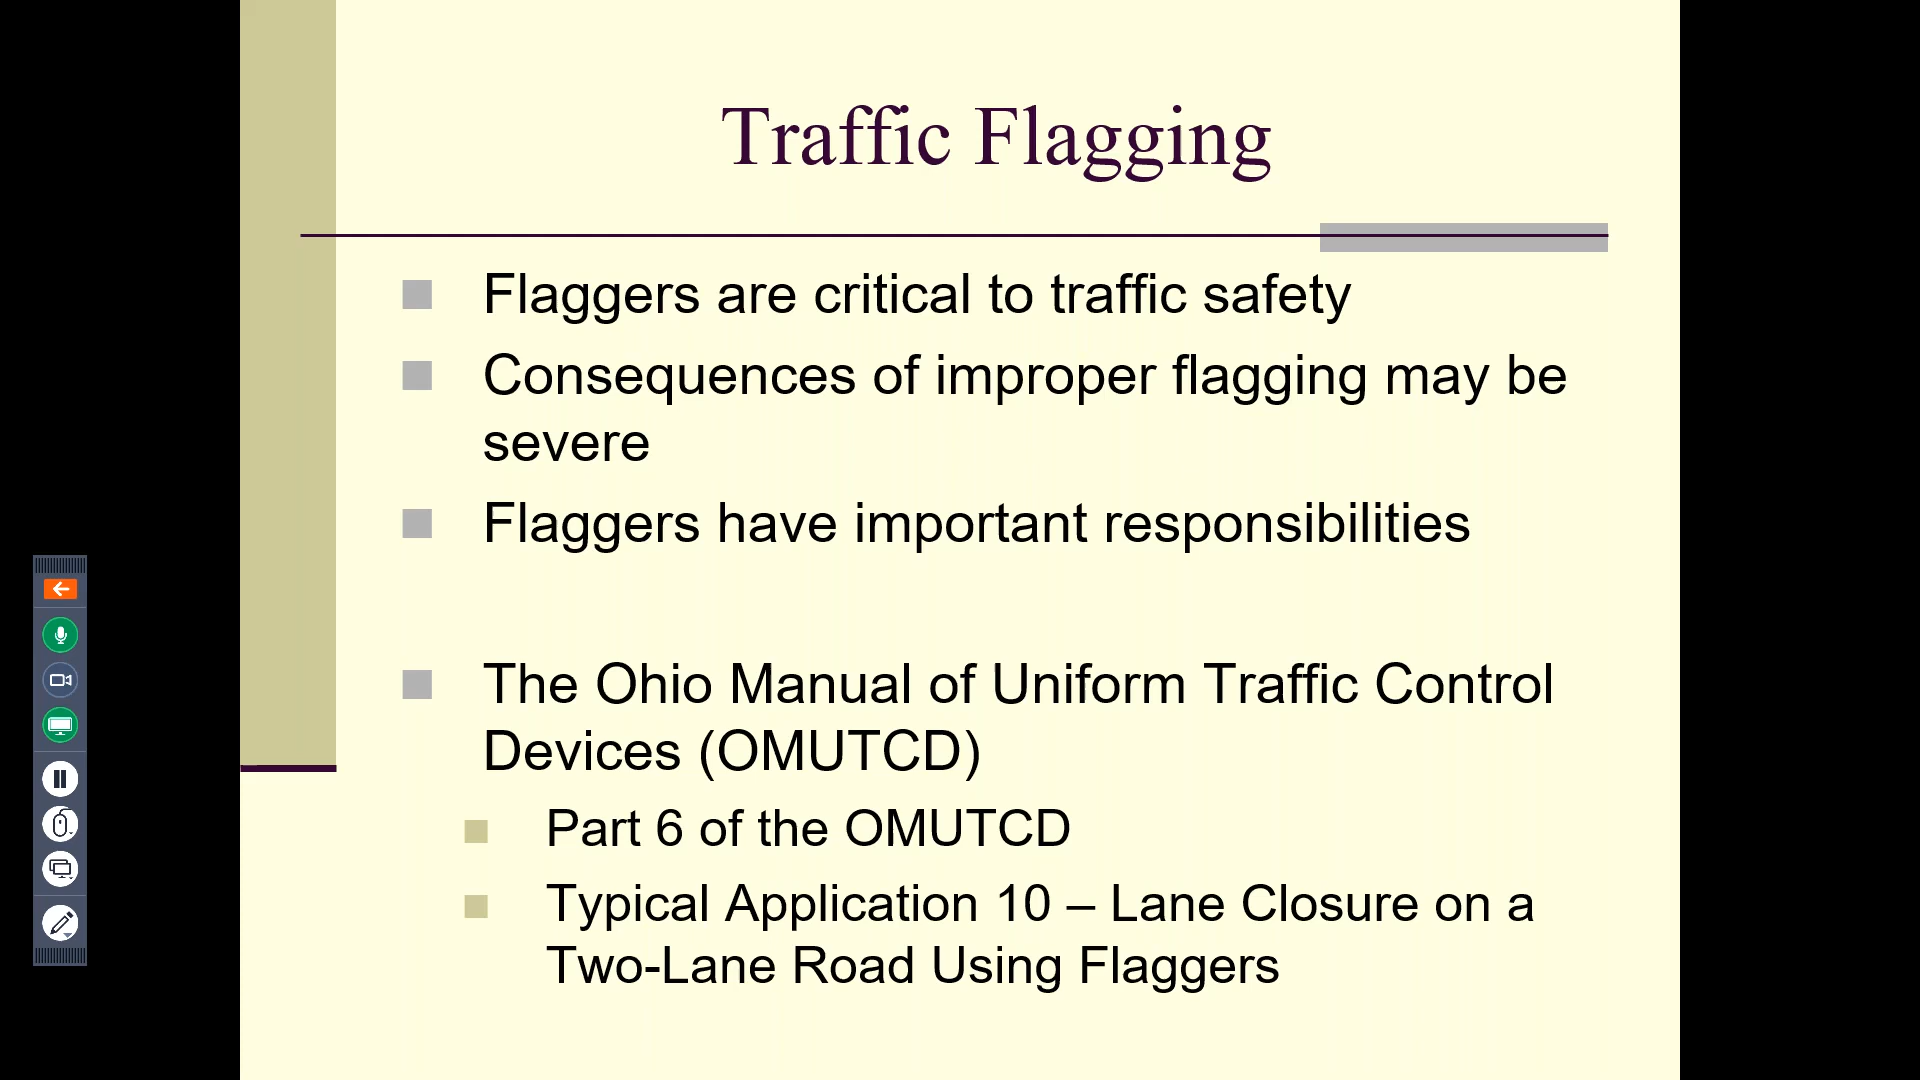 Traffic Flagging
Flaggers are critical to traffic safety
Consequences of improper flagging may be
severe
Flaggers have important responsibilities
The Ohio Manual of Uniform Traffic Control
Devices (OMUTCD)
Part 6 of the OMUTCD
Typical Application 10 – Lane Closure on a
Two-Lane Road Using Flaggers